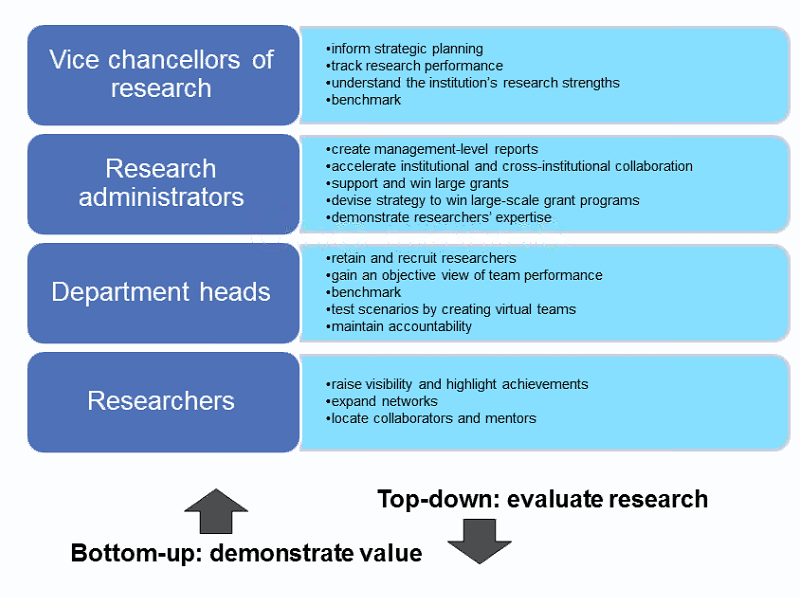 Vice chancellors of
research
•inform strategic planning
•track research performance
•understand the institution's research strengths
•benchmark
Research
administrators
•create management-level reports
•accelerate institutional and cross-institutional collaboration
•support and win large grants
•devise strategy to win large-scale grant programs
•demonstrate researchers' expertise
Department heads
•retain and recruit researchers
•gain an objective view of team performance
•benchmark
•test scenarios by creating virtual teams
•maintain accountability
Researchers
•raise visibility and highlight achievements
•expand networks
•locate collaborators and mentors
Top-down: evaluate research
Bottom-up: demonstrate value